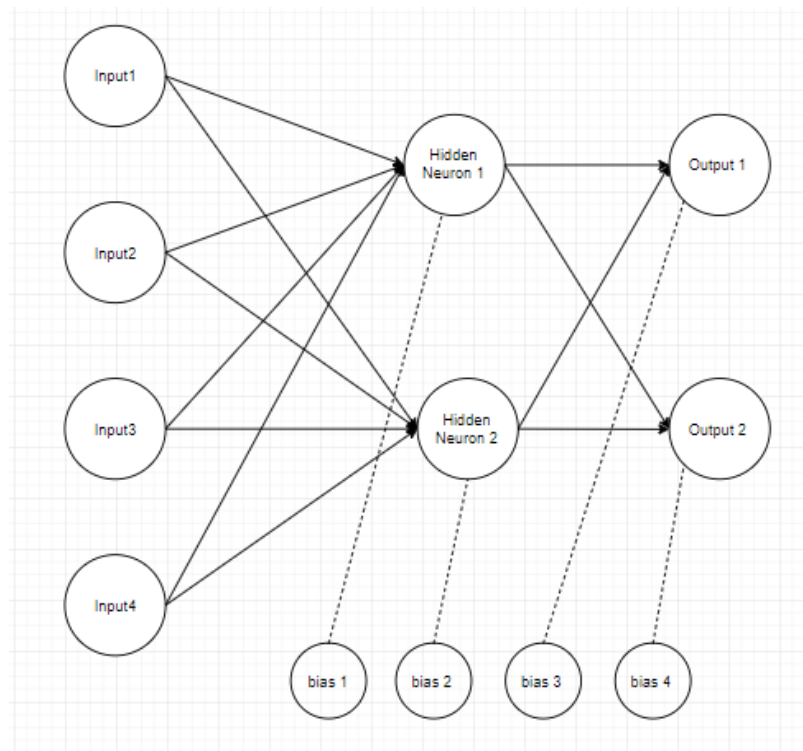 Input1
Hidden
Neuron 1
Output 1
Input2
Input3
Hidden
Neuron 2
Output 2
Input4
bias 1
bias 2
bias 3
bias 4